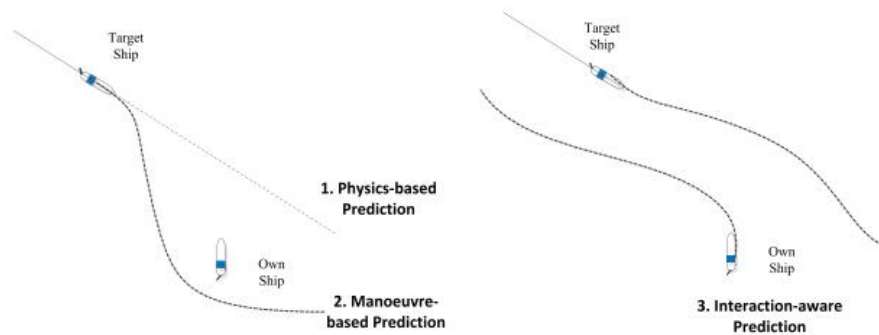 Target
Ship
1. Physics-based
Prediction
Own
Ship
2. Manoeuvre-
based Prediction
Target
Ship
Own
Ship
3. Interaction-aware
Prediction